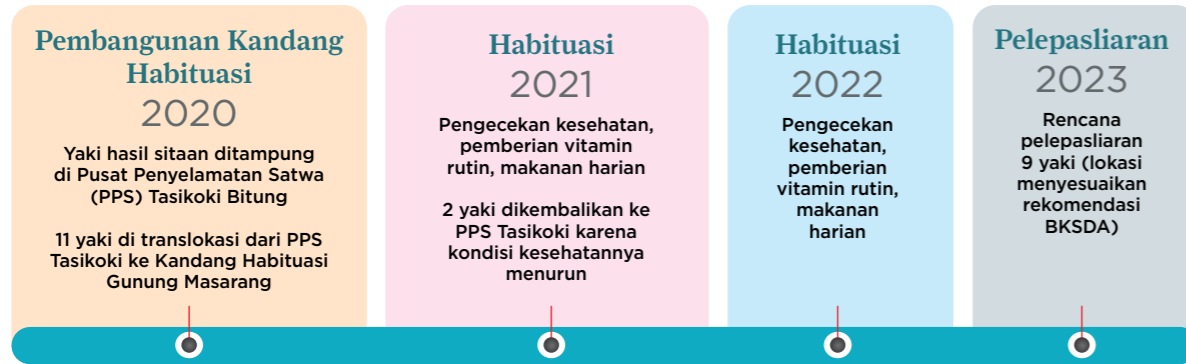 Pembangunan Kandang
Habituasi
2020
Yaki hasil sitaan ditampung
di Pusat Penyelamatan Satwa
(PPS) Tasikoki Bitung
11 yaki di translokasi dari PPS
Tasikoki ke Kandang Habituasi
Gunung Masarang
Habituasi
2021
Pengecekan kesehatan,
pemberian vitamin
rutin, makanan harian
2 yaki dikembalikan ke
PPS Tasikoki karena
kondisi kesehatannya
menurun
Habituasi
2022
Pengecekan
kesehatan,
pemberian
vitamin rutin,
makanan
harian
Pelepasliaran
2023
Rencana
pelepasliaran
9 yaki (lokasi
menyesuaikan
rekomendasi
BKSDA)